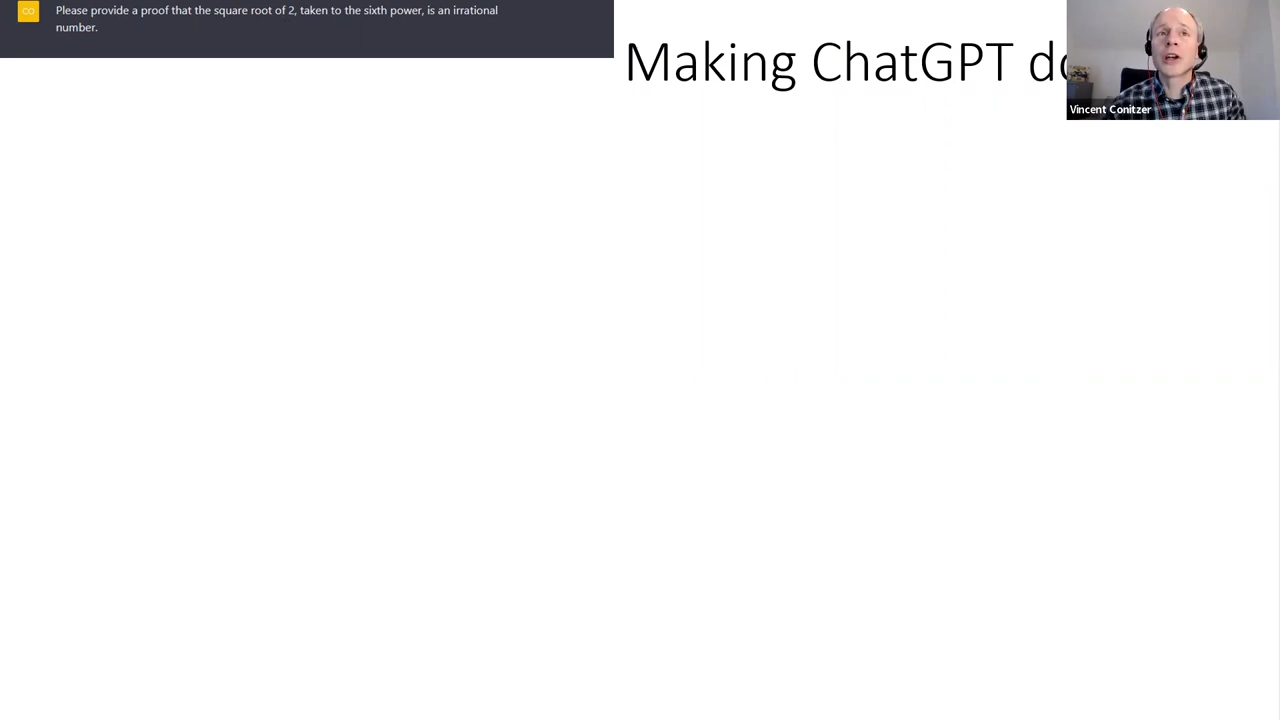 CO
Please provide a proof that the square root of 2, taken to the sixth power, is an irrational
number.
Making ChatGPT
Vincent Conitzer